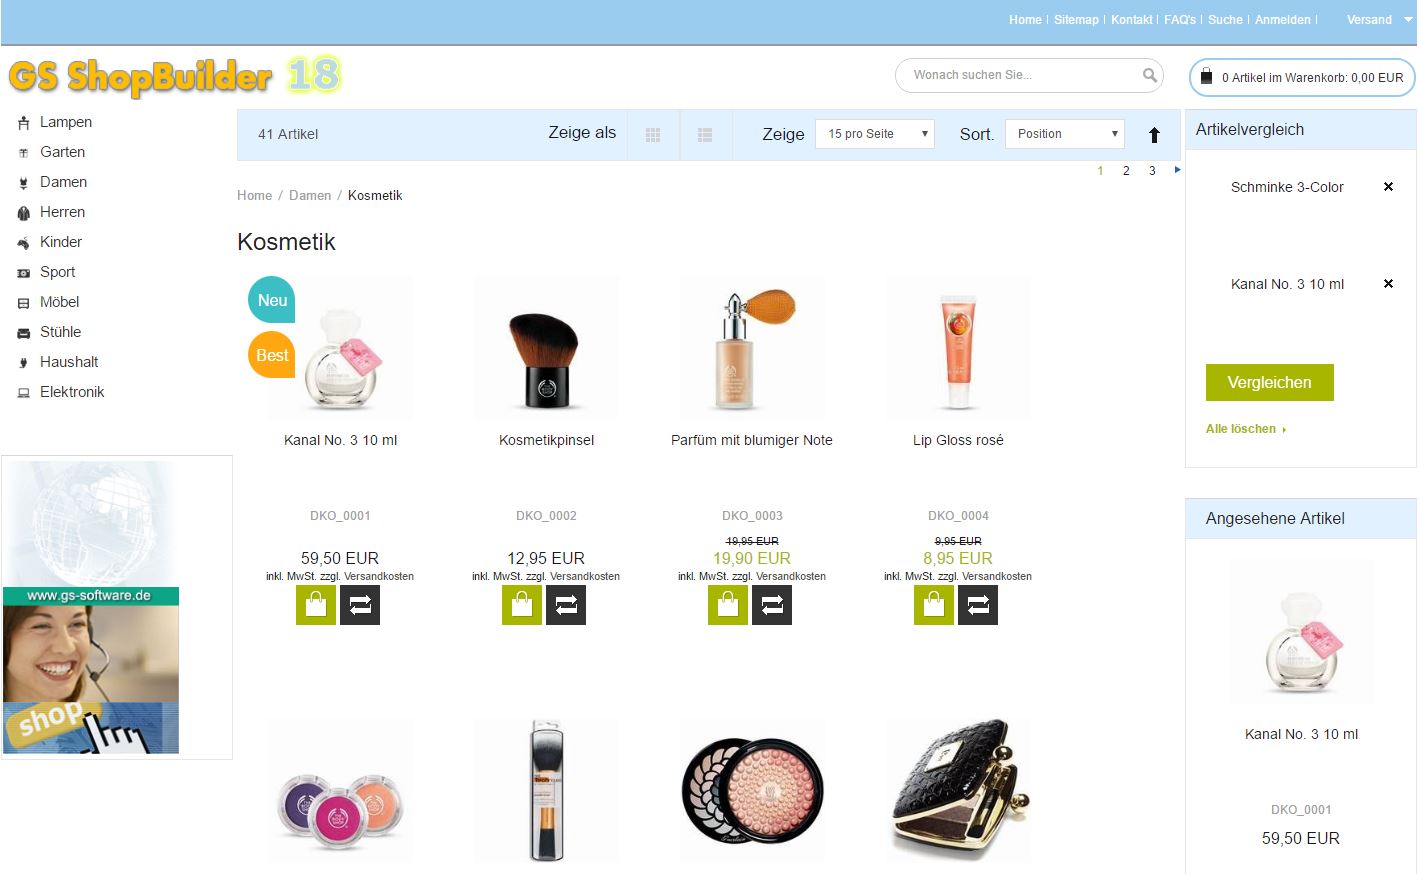 Home | Sitemap | Kontakt | FAQ's | Suche | Anmelden | Versand
GS ShopBuilder 18
Wonach suchen Sie...
0 Artikel im Warenkorb: 0,00 EUR
Lampen
Garten
Damen
Herren
Kinder
Sport
Möbel
Stühle
Haushalt
Elektronik
www.gs-software.de
shop
41 Artikel
Zeige als
Zeige 15 pro Seite
Sort. Position
1 2 3
Home / Damen / Kosmetik
Kosmetik
Neu
Best
Kanal No. 3 10 ml
DKO_0001
59,50 EUR
inkl. MwSt. zzgl. Versandkosten
Kosmetikpinsel
DKO_0002
12,95 EUR
inkl. MwSt. zzgl. Versandkosten
Parfüm mit blumiger Note
DKO_0003
19,95 EUR
19,90 EUR
inkl. MwSt. zzgl. Versandkosten
Lip Gloss rosé
DKO_0004
9,95 EUR
8,95 EUR
inkl. MwSt. zzgl. Versandkosten
Artikelvergleich
Schminke 3-Color
Kanal No. 3 10 ml
Vergleichen
Alle löschen
Angesehene Artikel
Kanal No. 3 10 ml
DKO_0001
59,50 EUR